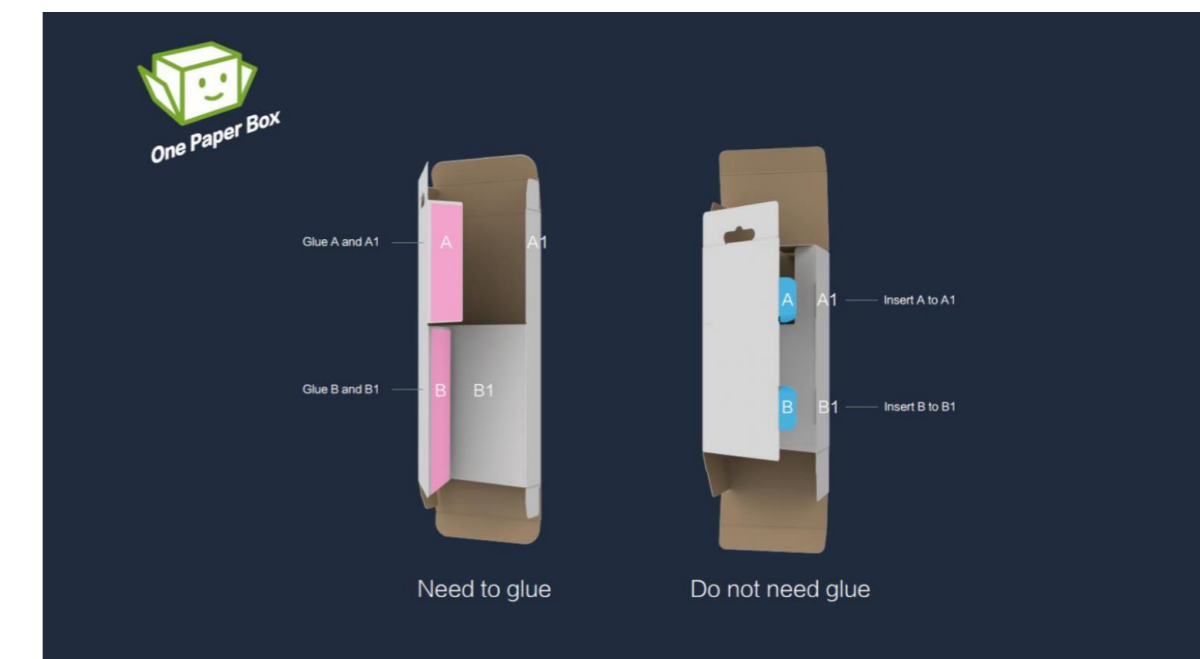 One Paper Box
Glue A and A1
A
A1
Glue B and B1
B
B1
A
A1
Insert A to A1
B
B1
Insert B to B1
Need to glue
Do not need glue